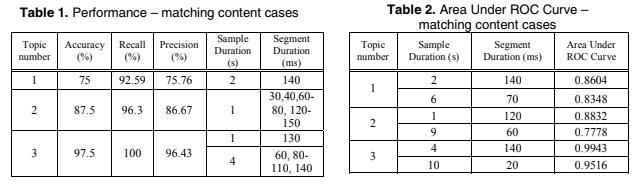 Table 1. Performance – matching content cases
Topic number Accuracy (%) Recall (%) Precision (%) Sample Duration (s) Segment Duration (ms)
1 75 92.59 75.76 2 140
2 87.5 96.3 86.67 1 30,40,60-80, 120-150
3 97.5 100 96.43 1 130
4 60, 80-110, 140
Table 2. Area Under ROC Curve –
matching content cases
Topic number Sample Duration (s) Segment Duration (ms) Area Under ROC Curve
1 2 140 0.8604
6 70 0.8348
2 1 120 0.8832
9 60 0.7778
3 4 140 0.9943
10 20 0.9516